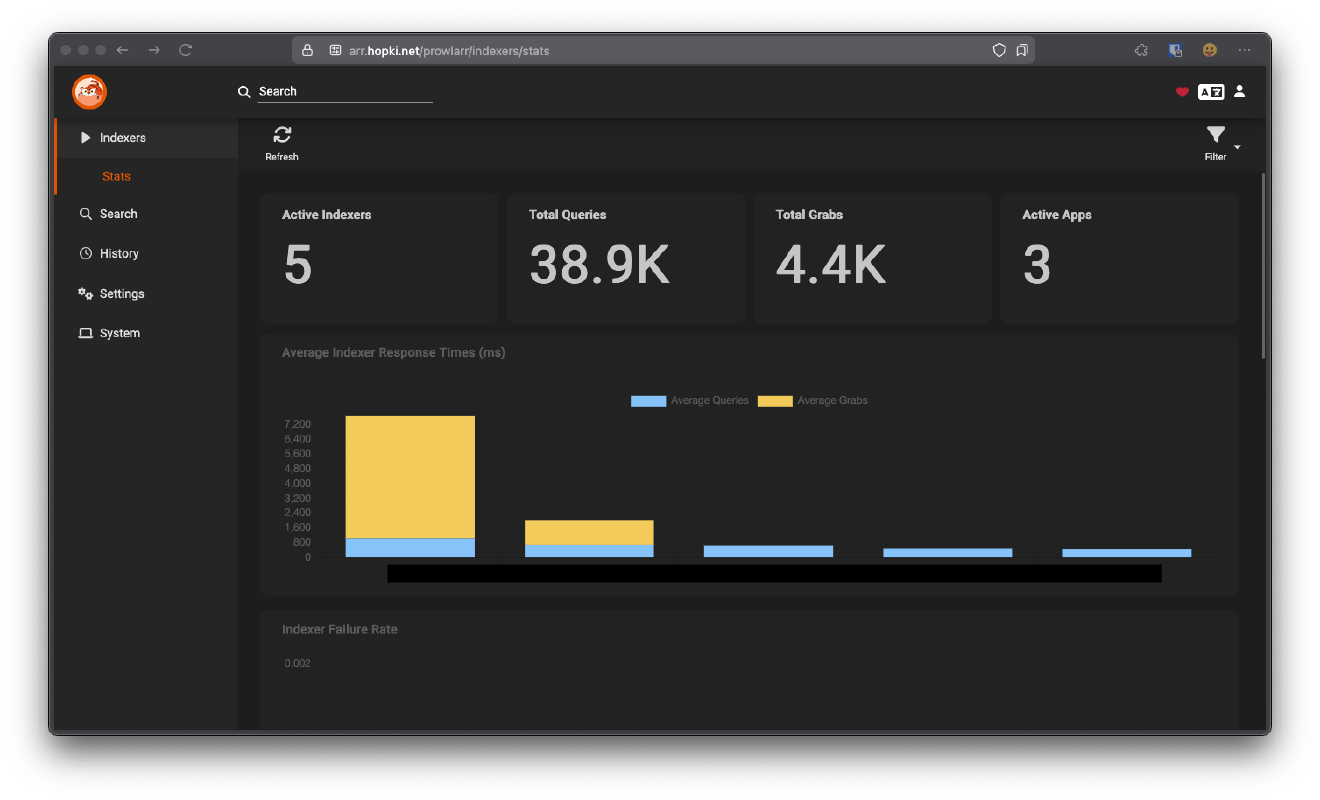 arr.hopki.net/prowlarr/indexers/stats
Search
A
Indexers
Stats
Search
History
Settings
System
Refresh
Filter
Active Indexers
5
Total Queries
38.9K
Total Grabs
4.4K
Active Apps
3
Average Indexer Response Times (ms)
Average Queries
Average Grabs
7,200
6,400
5,600
4,800
4,000
3,200
2,400
1,600
800
0
Indexer Failure Rate
0.002